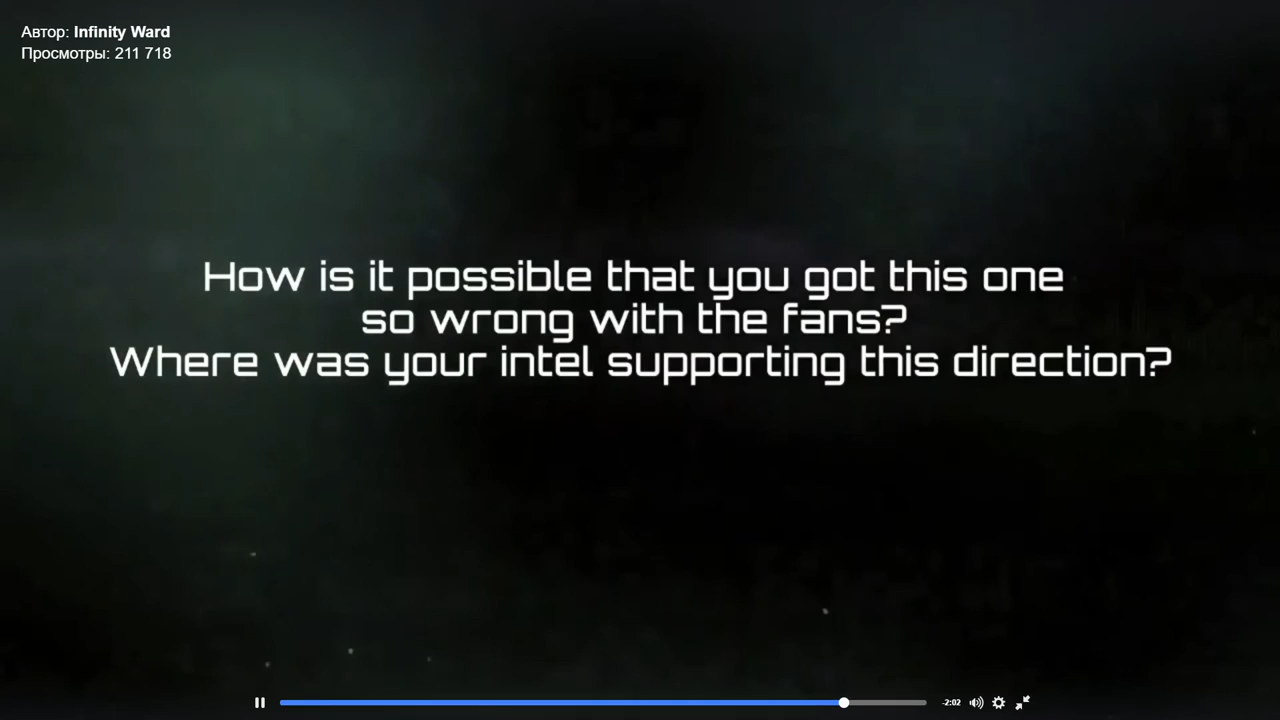 Автор: Infinity Ward
Просмотры: 211 718
How is it possible that you got this one
so wrong with the fans?
Where was your intel supporting this direction?
-2:02